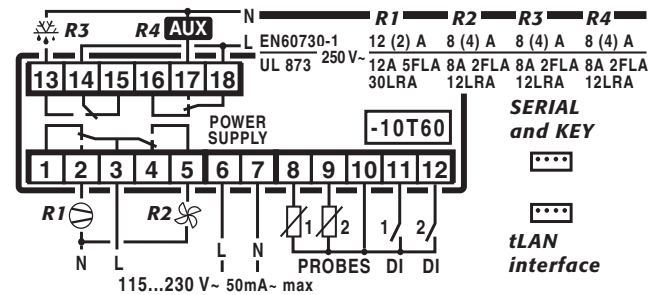 N R1 R2 R3 R4
R3 R4 AUX L EN60730-1 250 V~ 12 (2) A 8 (4) A 8 (4) A 8 (4) A
UL 873 12A 5FLA 8A 2FLA 8A 2FLA 8A 2FLA
30LRA 12LRA 12LRA 12LRA
13 14 15 16 17 18
SERIAL
and KEY
POWER
SUPPLY
-10T60
1 2 3 4 5 6 7 8 9 10 11 12
R1 R2 1 2 1 2
N L L N PROBES DI DI
115...230 V~ 50mA~ max
tLAN
interface